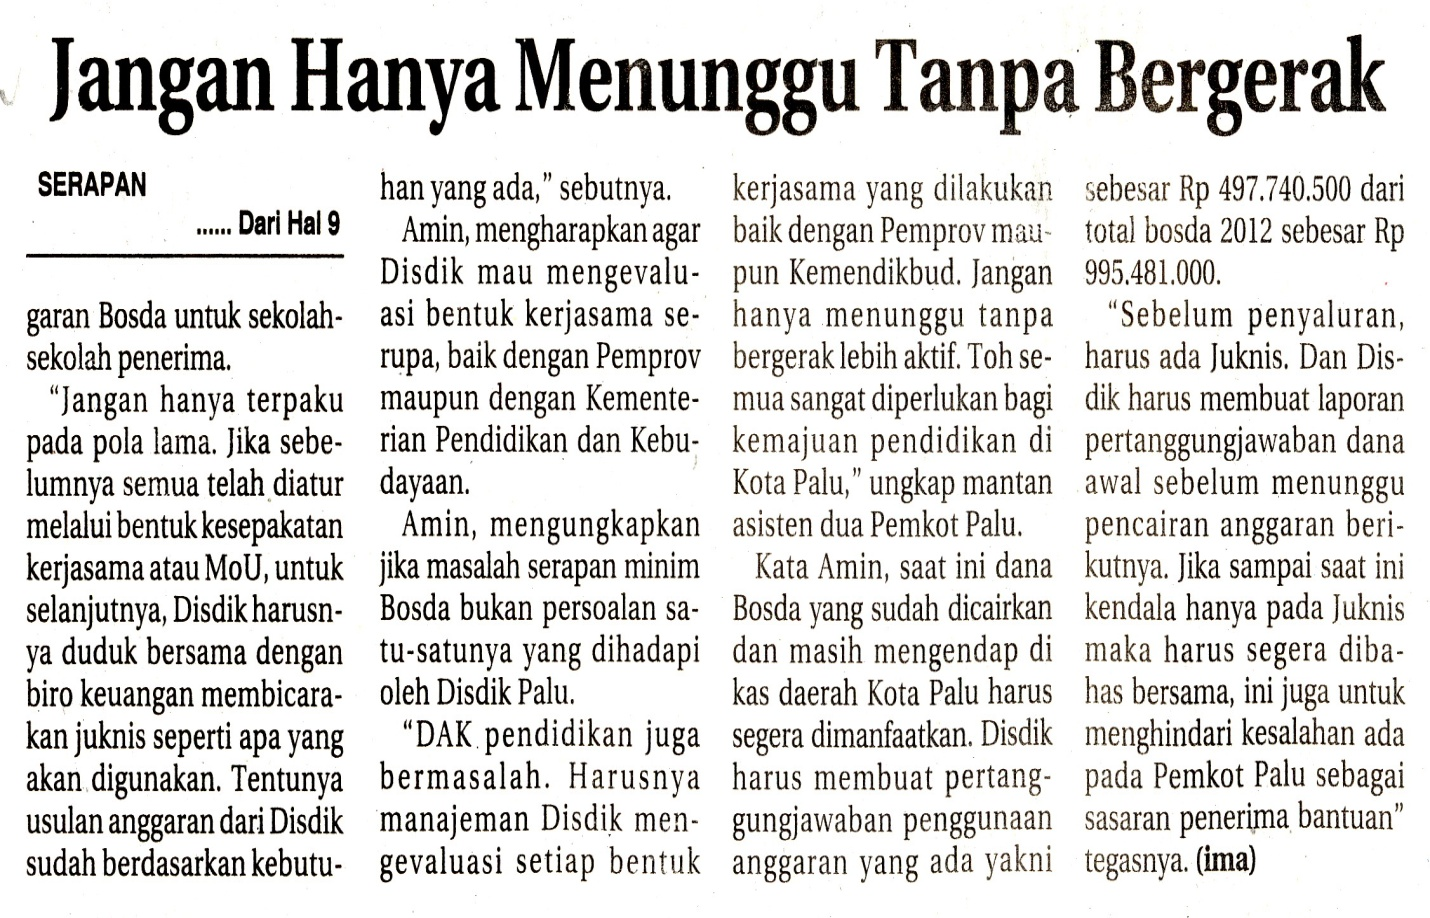 Jangan Hanya Menunggu Tanpa Bergerak
SERAPAN
...... Dari Hal 9
garan Bosda untuk sekolah-
sekolah penerima.
“Jangan hanya terpaku
pada pola lama. Jika sebe-
lumnya semua telah diatur
melalui bentuk kesepakatan
kerjasama atau MoU, untuk
selanjutnya, Disdik harusn-
ya duduk bersama dengan
biro keuangan membicara-
kan juknis seperti apa yang
akan digunakan. Tentunya
usulan anggaran dari Disdik
sudah berdasarkan kebutu-
han yang ada,” sebutnya.
Amin, mengharapkan agar
Disdik mau mengevalu-
asi bentuk kerjasama se-
rupa, baik dengan Pemprov
maupun dengan Kemente-
rian Pendidikan dan Kebu-
dayaan.
Amin, mengungkapkan
jika masalah serapan minim
Bosda bukan persoalan sa-
tu-satunya yang dihadapi
oleh Disdik Palu.
“DAK pendidikan juga
bermasalah. Harusnya
manajeman Disdik men-
gevaluasi setiap bentuk
kerjasama yang dilakukan
baik dengan Pemprov mau-
pun Kemendikbud. Jangan
hanya menunggu tanpa
bergerak lebih aktif. Toh se-
mua sangat diperlukan bagi
kemajuan pendidikan di
Kota Palu,” ungkap mantan
asisten dua Pemkot Palu.
Kata Amin, saat ini dana
Bosda yang sudah dicairkan
dan masih mengendap di
kas daerah Kota Palu harus
segera dimanfaatkan. Disdik
harus membuat pertang-
gungjawaban penggunaan
anggaran yang ada yakni
sebesar Rp 497.740.500 dari
total bosda 2012 sebesar Rp
995.481.000.
“Sebelum penyaluran,
harus ada Juknis. Dan Dis-
dik harus membuat laporan
pertanggungjawaban dana
awal sebelum menunggu
pencairan anggaran beri-
kutnya. Jika sampai saat ini
kendala hanya pada Juknis
maka harus segera diba-
has bersama, ini juga untuk
menghindari kesalahan ada
pada Pemkot Palu sebagai
sasaran penerima bantuan”
tegasnya. (ima)